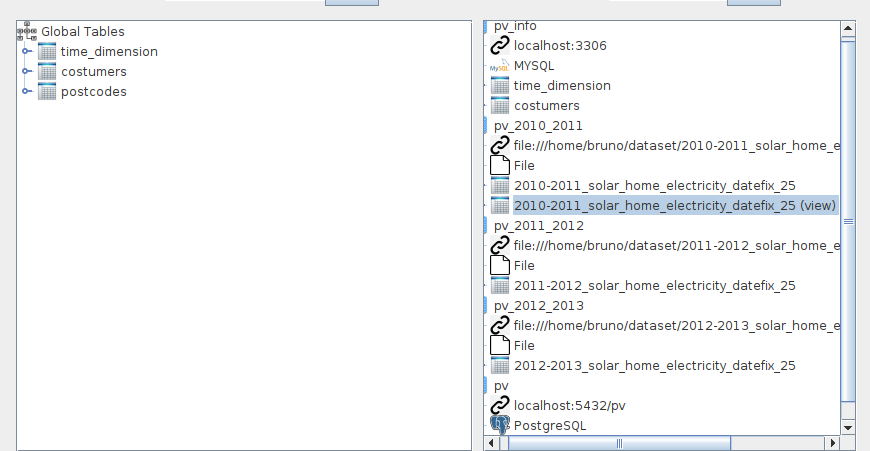 Global Tables
time_dimension
costumers
postcodes
pv_info
localhost:3306
MySQL MYSQL
time_dimension
costumers
pv_2010_2011
file:///home/bruno/dataset/2010-2011_solar_home_e
File
2010-2011_solar_home_electricity_datefix_25
2010-2011_solar_home_electricity_datefix_25 (view)
pv_2011_2012
file:///home/bruno/dataset/2011-2012_solar_home_e
File
2011-2012_solar_home_electricity_datefix_25
pv_2012_2013
file:///home/bruno/dataset/2012-2013_solar_home_e
File
2012-2013_solar_home_electricity_datefix_25
pv
localhost:5432/pv
PostgreSQL